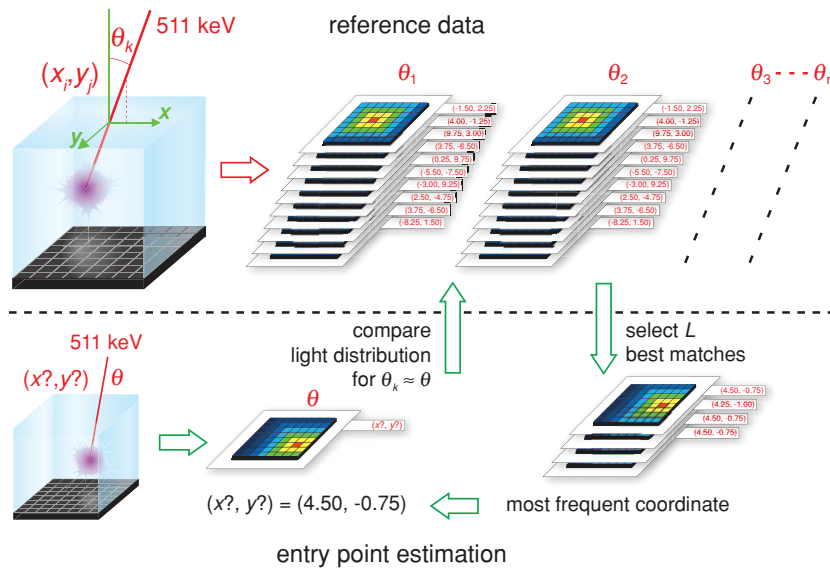 reference data
511 keV
θk
(xi,yj)
x
y
θ1
θ2
θ3 - - - θn
(-1.50, 2.25)
(4.00, -1.25)
(9.75, 3.00)
(3.75, -6.50)
(0.25, 9.75)
(-5.50, -7.50)
(-3.00, 9.25)
(2.50, -4.75)
(3.75, -6.50)
(-8.25, 1.50)
(-1.50, 2.25)
(4.00, -1.25)
(9.75, 3.00)
(3.75, -6.50)
(0.25, 9.75)
(-5.50, -7.50)
(-3.00, 9.25)
(2.50, -4.75)
(3.75, -6.50)
(-8.25, 1.50)
511 keV
(x?,y?)
θ
θ
(x?, y?)
compare
light distribution
for θk ≈ θ
select L
best matches
(4.50, -0.75)
(4.25, -1.00)
(4.50, -0.75)
(4.50, -0.75)
(x?, y?) = (4.50, -0.75)
most frequent coordinate
entry point estimation